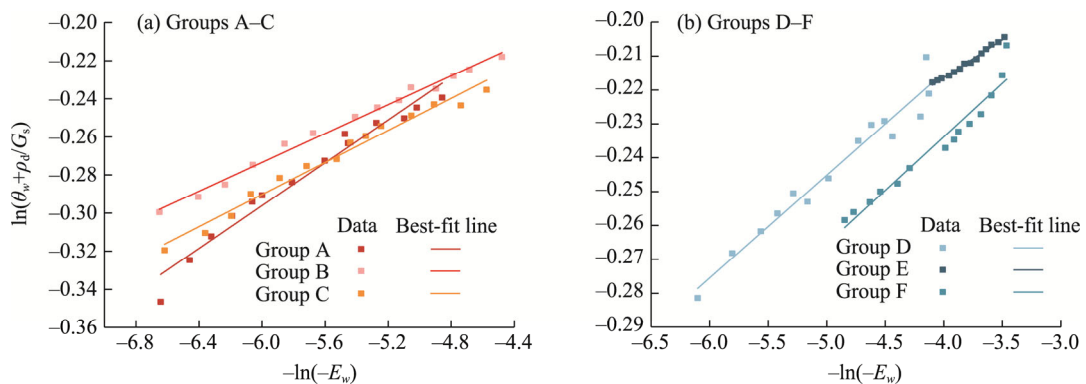 (a) Groups A–C
ln(θw+ρd/Gs)
–0.20
–0.22
–0.24
–0.26
–0.28
–0.30
–0.32
–0.34
–0.36
Data Best-fit line
Group A
Group B
Group C
–6.8 –6.4 –6.0 –5.6 –5.2 –4.8 –4.4
–ln(–Ew)
(b) Groups D–F
–0.20
–0.21
–0.22
–0.23
–0.24
–0.25
–0.26
–0.27
–0.28
–0.29
Data Best-fit line
Group D
Group E
Group F
–6.5 –6.0 –5.5 –5.0 –4.5 –4.0 –3.5 –3.0
–ln(–Ew)